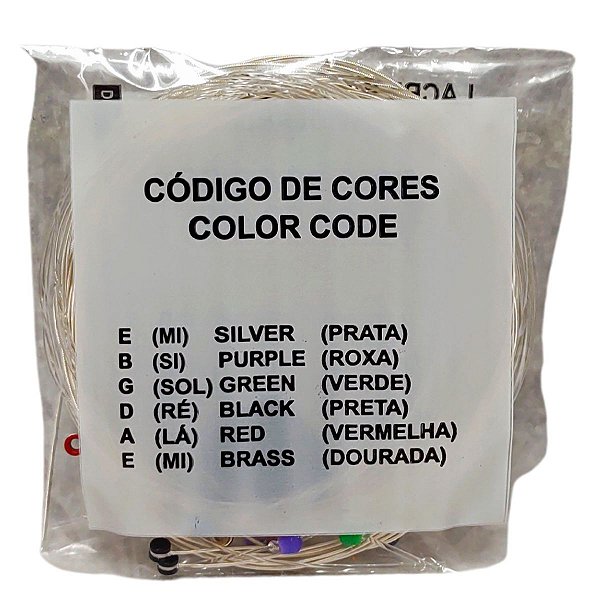 CÓDIGO DE CORES
COLOR CODE
E (MI) SILVER (PRATA)
B (SI) PURPLE (ROXA)
G (SOL) GREEN (VERDE)
D (RÉ) BLACK (PRETA)
A (LÁ) RED (VERMELHA)
E (MI) BRASS (DOURADA)